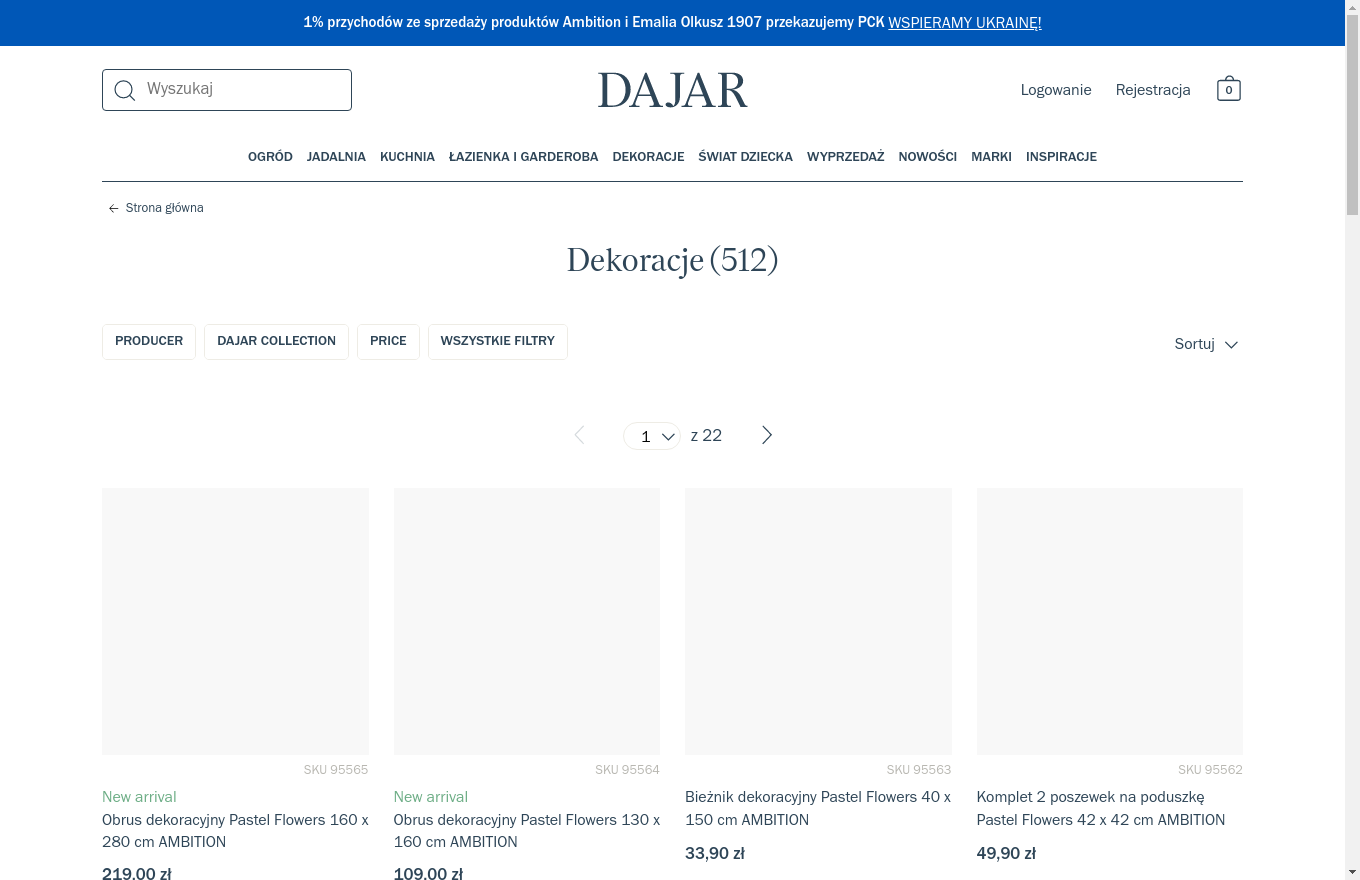 1% przychodów ze sprzedaży produktów Ambition i Emalia Olkusz 1907 przekazujemy PCK WSPIERAMY UKRAINĘ!
Wyszukaj
DAJAR
Logowanie
Rejestracja
0
OGRÓD JADALNIA KUCHNIA ŁAZIENKA I GARDEROBA DEKORACJE ŚWIAT DZIECKA WYPRZEDAŻ NOWOŚCI MARKI INSPIRACJE
Strona główna
Dekoracje (512)
PRODUCER
DAJAR COLLECTION
PRICE
WSZYSTKIE FILTRY
Sortuj
1 z 22
SKU 95565
New arrival
Obrus dekoracyjny Pastel Flowers 160 x
280 cm AMBITION
219,00 zł
SKU 95564
New arrival
Obrus dekoracyjny Pastel Flowers 130 x
160 cm AMBITION
109,00 zł
SKU 95563
Bieżnik dekoracyjny Pastel Flowers 40 x
150 cm AMBITION
33,90 zł
SKU 95562
Komplet 2 poszewek na poduszkę
Pastel Flowers 42 x 42 cm AMBITION
49,90 zł